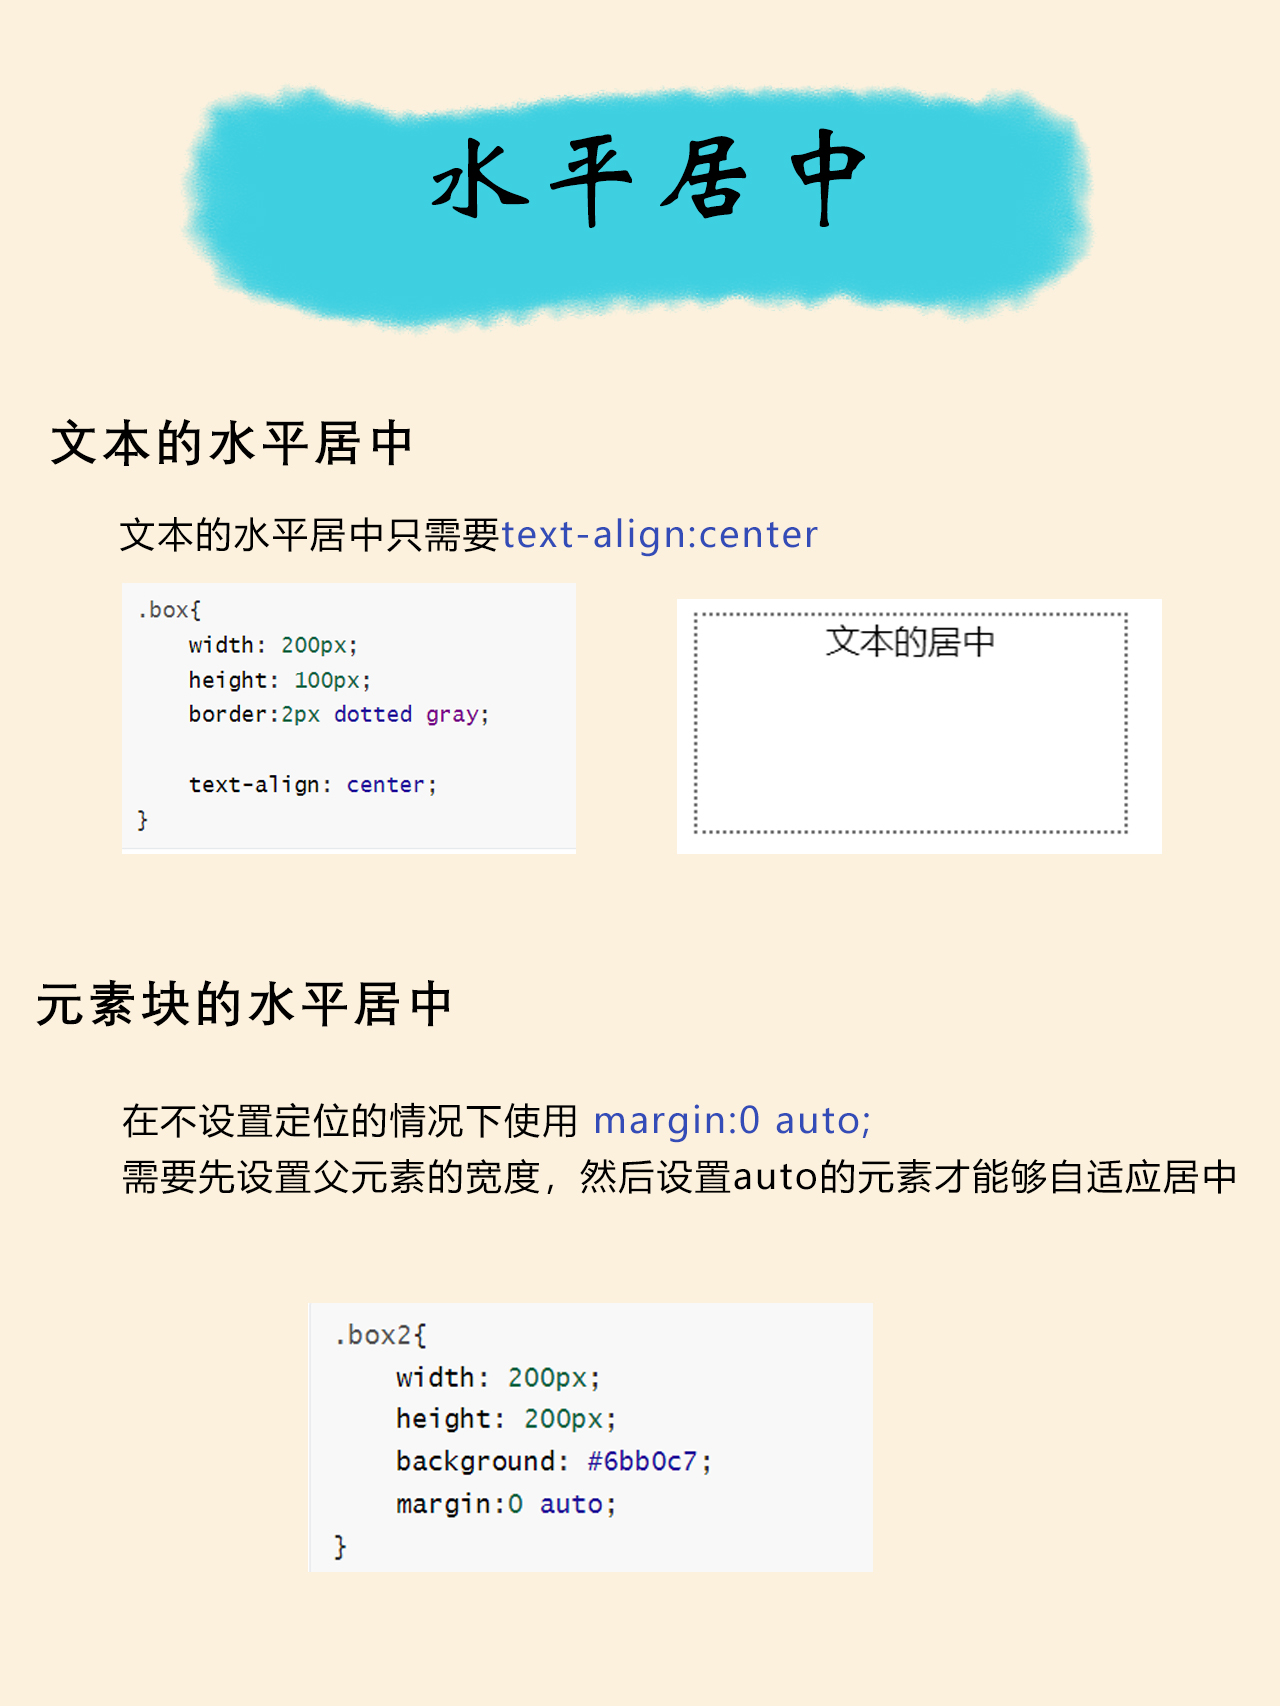 水平居中
文本的水平居中
文本的水平居中只需要text-align:center
.box{
width: 200px;
height: 100px;
border:2px dotted gray;
text-align: center;
}
文本的居中
元素块的水平居中
在不设置定位的情况下使用 margin:0 auto;
需要先设置父元素的宽度，然后设置auto的元素才能够自适应居中
.box2{
width: 200px;
height: 200px;
background: #6bb0c7;
margin:0 auto;
}